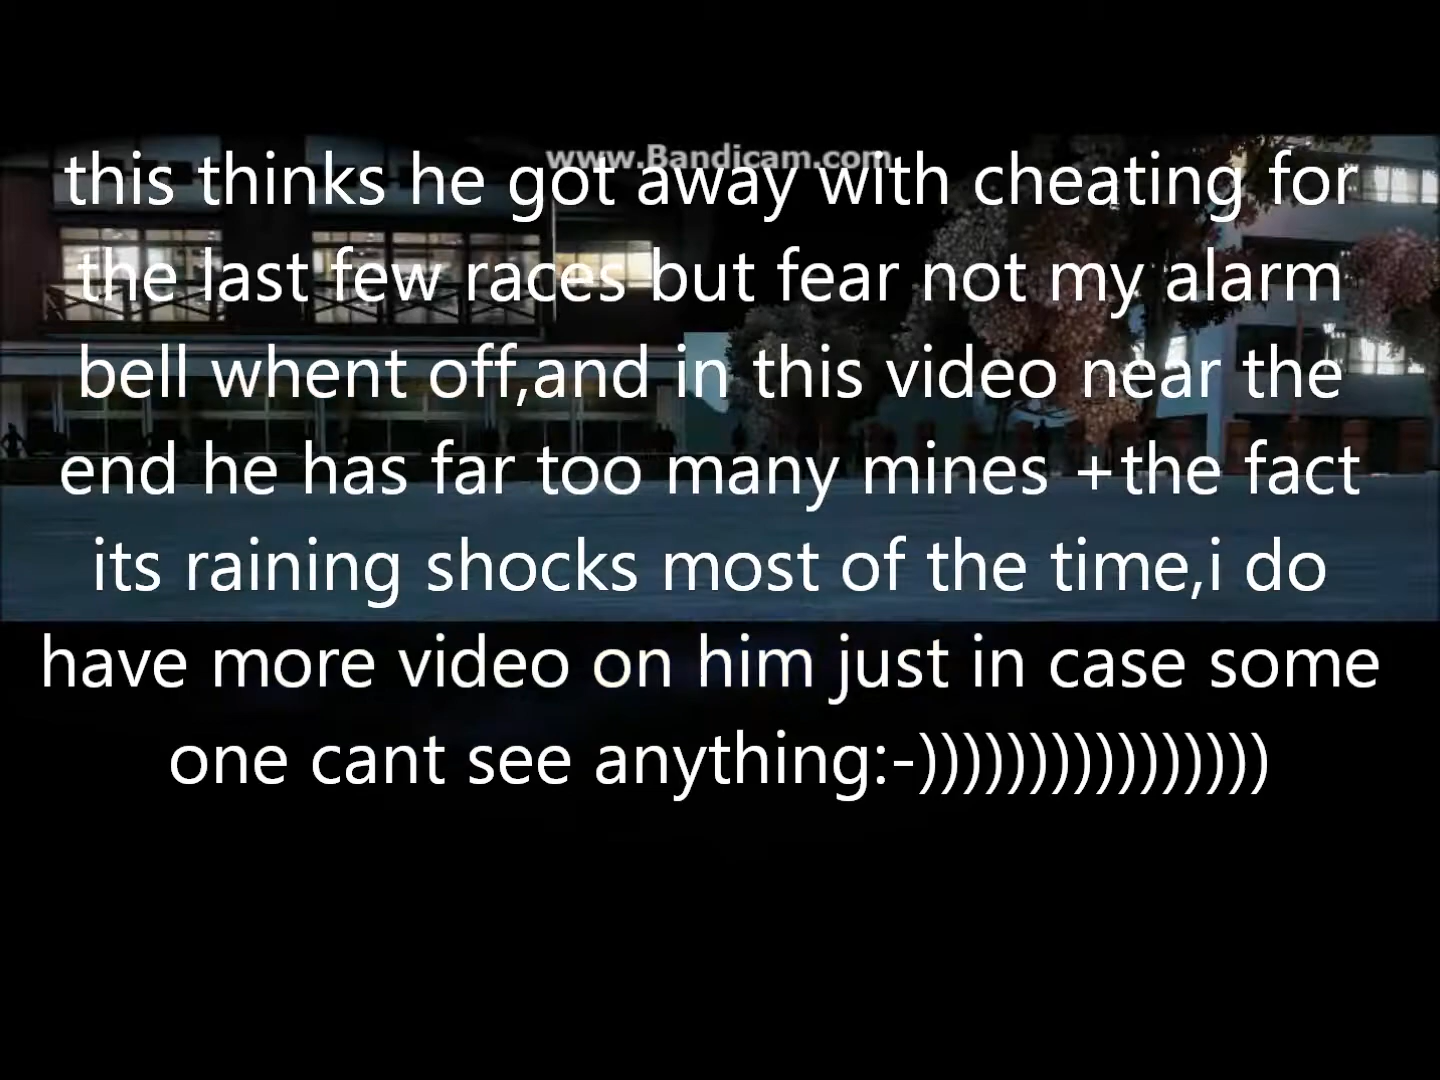 www.Bandicam.com
this thinks he got away with cheating for
the last few races but fear not my alarm
bell whent off,and in this video near the
end he has far too many mines +the fact
its raining shocks most of the time,i do
have more video on him just in case some
one cant see anything:-))))))))))))))))